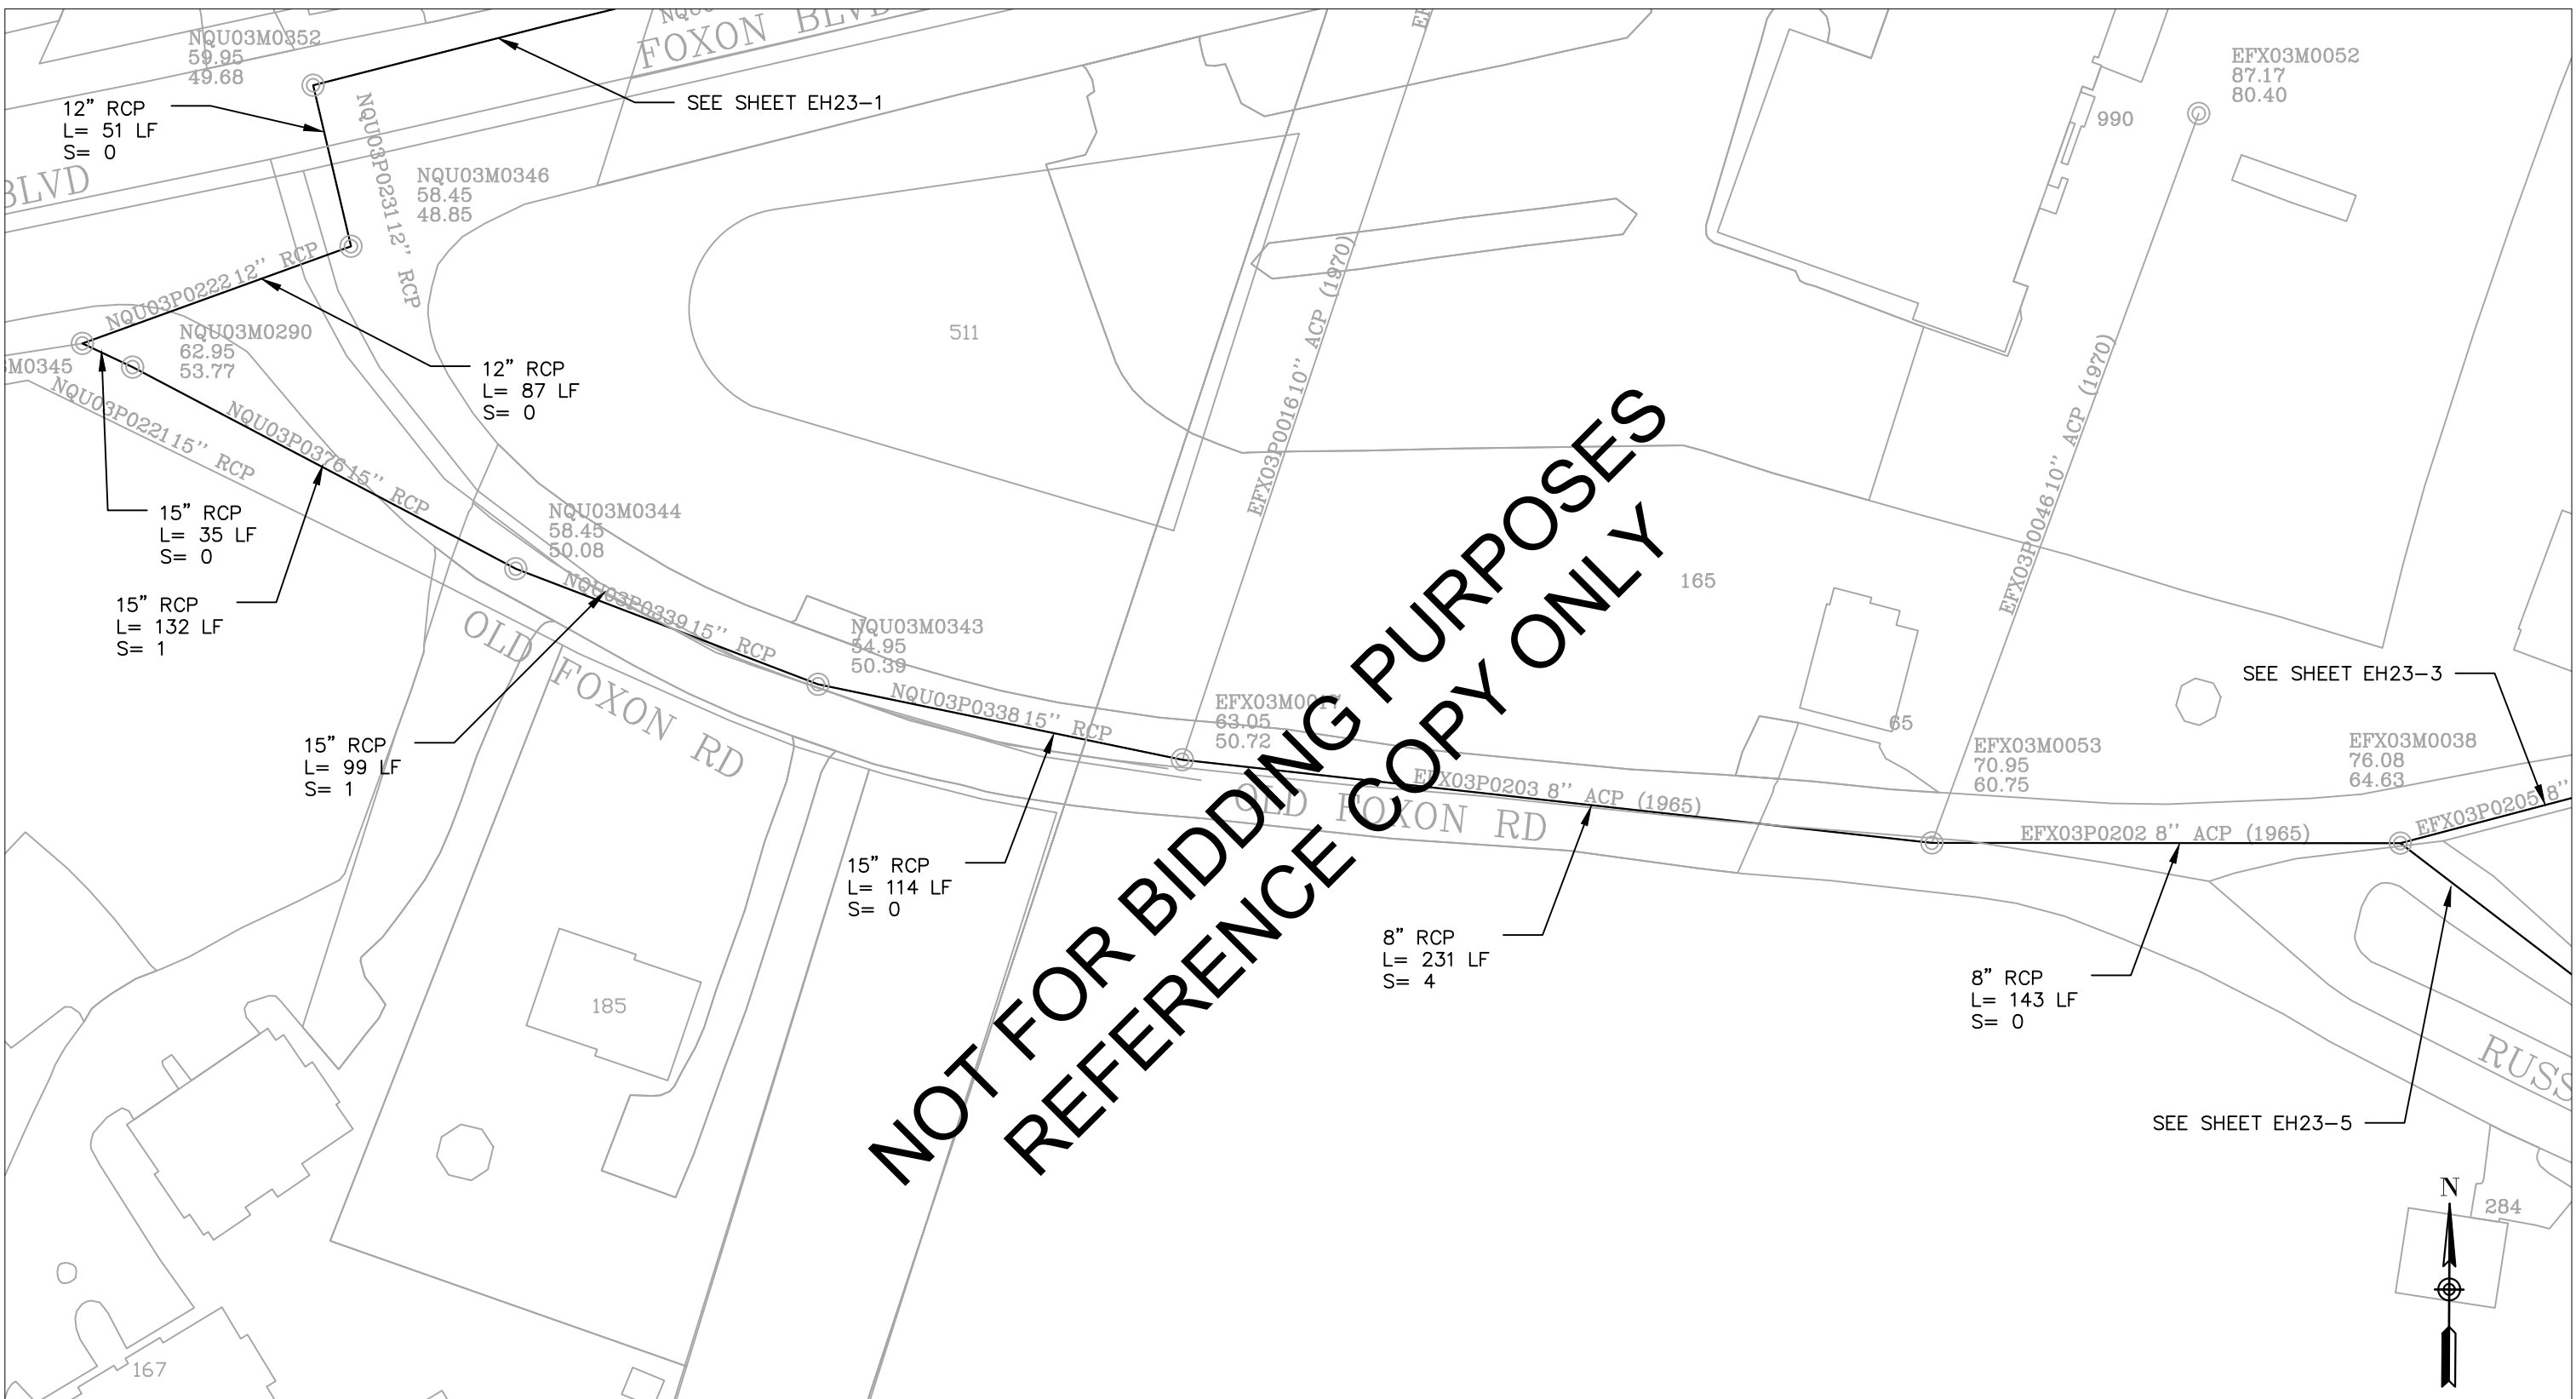 FOXON BLVD
NQU03M0352
59.95
49.68
12" RCP
L= 51 LF
S= 0
SEE SHEET EH23-1
NQU03P0231 12'' RCP
BLVD
NQU03M0346
58.45
48.85
EFX03M0052
87.17
80.40
990
NQU03P0222 12'' RCP
NQU03M0290
62.95
53.77
511
EFX03P0016 10'' ACP (1970)
EFX03P0046 10'' ACP (1970)
M0345
NQU03P0221 15'' RCP
NQU03P0376 15'' RCP
12" RCP
L= 87 LF
S= 0
15" RCP
L= 35 LF
S= 0
NQU03M0344
58.45
50.08
15" RCP
L= 132 LF
S= 1
NQU03P0339 15'' RCP
165
OLD FOXON RD
NQU03M0343
54.95
50.39
NQU03P0338 15'' RCP
EFX03M0017
63.05
50.72
65
SEE SHEET EH23-3
EFX03M0053
70.95
60.75
EFX03M0038
76.08
64.63
15" RCP
L= 99 LF
S= 1
EFX03P0203 8'' ACP (1965)
OLD FOXON RD
EFX03P0202 8'' ACP (1965)
EFX03P0205 8''
15" RCP
L= 114 LF
S= 0
8" RCP
L= 231 LF
S= 4
8" RCP
L= 143 LF
S= 0
NOT FOR BIDDING PURPOSES
REFERENCE COPY ONLY
185
RUSS
SEE SHEET EH23-5
N
284
167